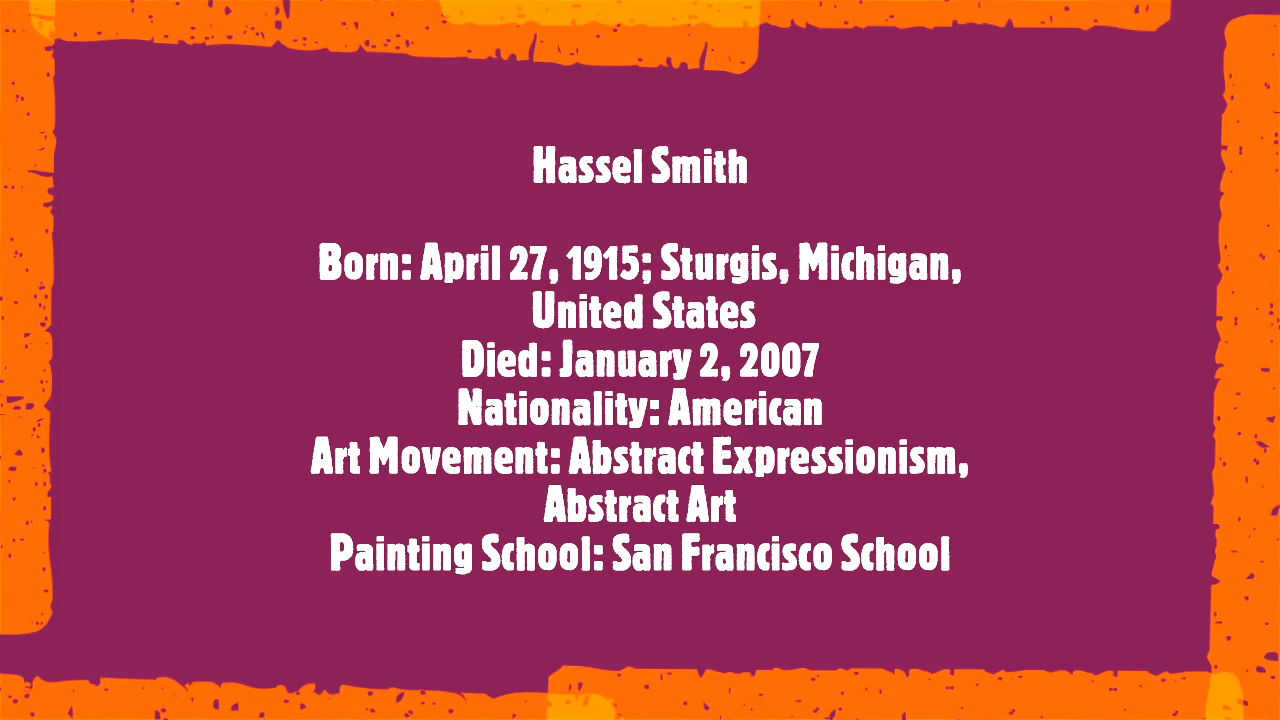 Hassel Smith
Born: April 27, 1915; Sturgis, Michigan,
United States
Died: January 2, 2007
Nationality: American
Art Movement: Abstract Expressionism,
Abstract Art
Painting School: San Francisco School